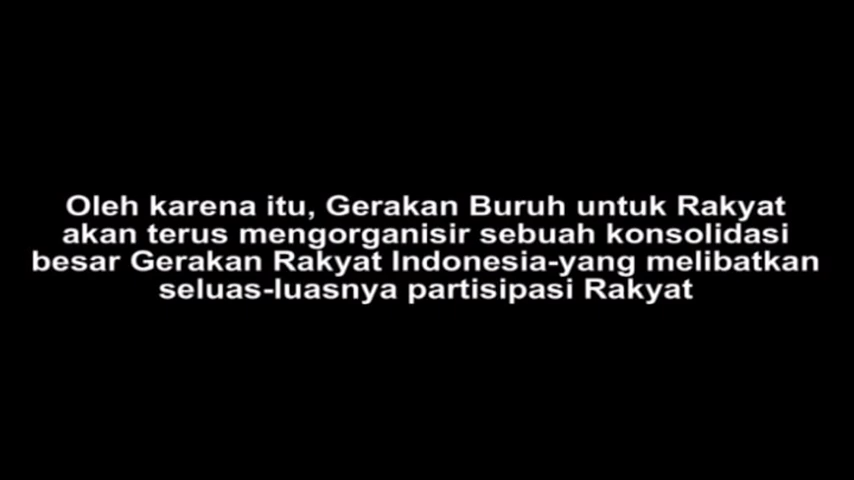 Oleh karena itu, Gerakan Buruh untuk Rakyat
akan terus mengorganisir sebuah konsolidasi
besar Gerakan Rakyat Indonesia-yang melibatkan
seluas-luasnya partisipasi Rakyat